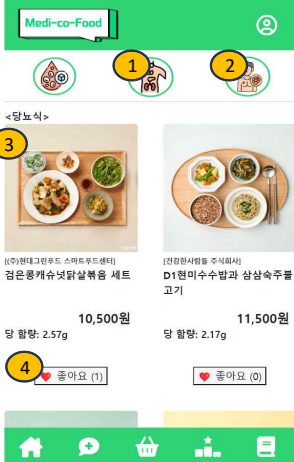 Medi-co-Food
1
2
<당뇨식>
3
[(주)현대그린푸드 스마트푸드센터]
검은콩캐슈넛닭살볶음 세트
10,500원
당 함량: 2.57g
[건강한사람들 주식회사]
D1현미수수밥과 삼삼숙주불
고기
11,500원
당 함량: 2.17g
4
좋아요 (1)
좋아요 (0)